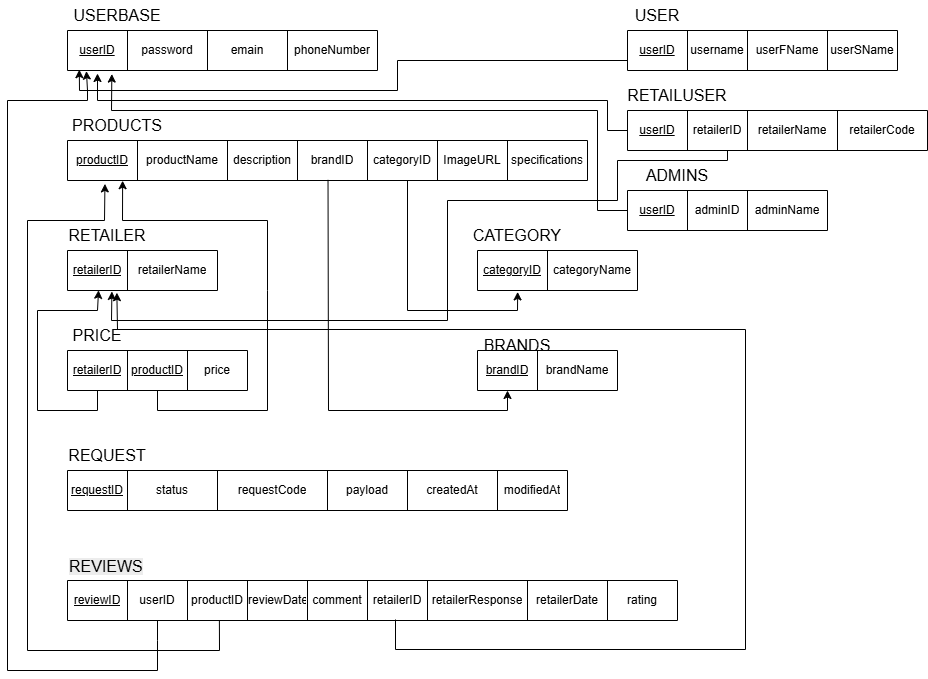 USERBASE
userID password emain phoneNumber
USER
userID username userFName userSName
RETAILUSER
userID retailerID retailerName retailerCode
PRODUCTS
productID productName description brandID categoryID ImageURL specifications
ADMINS
userID adminID adminName
RETAILER
retailerID retailerName
CATEGORY
categoryID categoryName
PRICE
retailerID productID price
BRANDS
brandID brandName
REQUEST
requestID status requestCode payload createdAt modifiedAt
REVIEWS
reviewID userID productID reviewDate comment retailerID retailerResponse retailerDate rating